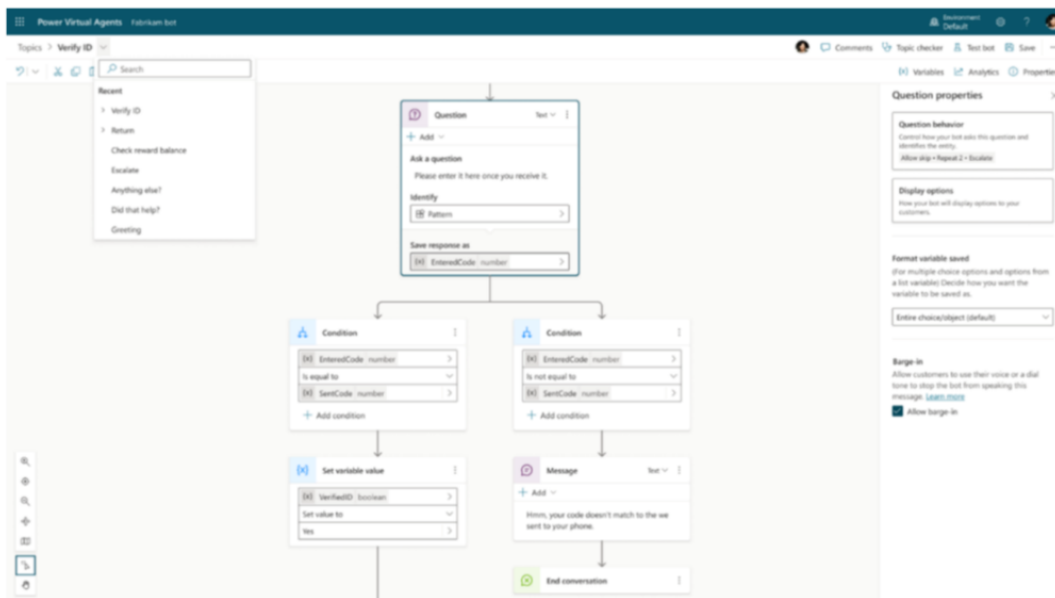 Power Virtual Agents Fabrikam bot
Environment
Default
?
Topics > Verify ID
Comments Topic checker Test bot Save
Search
Recent
Verify ID
Return
Check reward balance
Escalate
Anything else?
Did that help?
Greeting
{x} Variables Analytics Propertie
Question Text
+ Add
Ask a question
Please enter it here once you receive it.
Identify
Pattern
Save response as
{x} EnteredCode number
Condition
{x} EnteredCode number
Is equal to
{x} SentCode number
+ Add condition
Condition
{x} EnteredCode number
Is not equal to
{x} SentCode number
+ Add condition
{x} Set variable value
{x} VerifiedID boolean
Set value to
Yes
Message Text
+ Add
Hmm, your code doesn't match to the we
sent to your phone.
End conversation
Question properties
Question behavior
Control how your bot asks this question and
identifies the entity.
Allow skip • Repeat 2 • Escalate
Display options
How your bot will display options to your
customers.
Format variable saved
(For multiple choice options and options from
a list variable) Decide how you want the
variable to be saved as.
Entire choice/object (default)
Barge-in
Allow customers to use their voice or a dial
tone to stop the bot from speaking this
message. Learn more
Allow barge-in